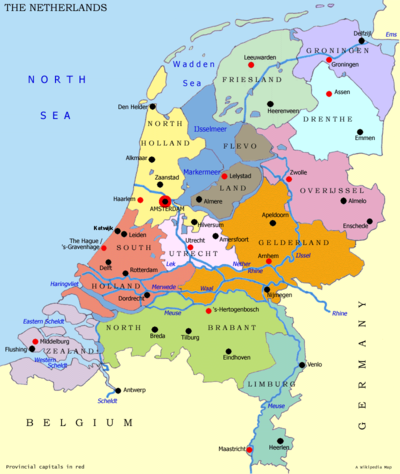 THE NETHERLANDS
Delfzijl
Ems
GRONINGEN
Leeuwarden
Groningen
Wadden
Sea
NORTH
SEA
FRIESLAND
Assen
Den Helder
Heerenveen
DRENTHE
NORTH
HOLLAND
IJsselmeer
Emmen
FLEVO
Alkmaar
Markermeer
Zaanstad
Lelystad
Zwolle
LAND
OVERIJSSEL
Haarlem
AMSTERDAM
Almere
Almelo
Hilversum
Apeldoorn
Enschede
Katwijk
Leiden
Amersfoort
The Hague /
's-Gravenhage
SOUTH
Utrecht
UTRECHT
GELDERLAND
IJssel
Delft
Rotterdam
Lek
Nether
Rhine
Arnhem
Haringvliet
HOLLAND
Merwede
Waal
Nijmegen
Dordrecht
Meuse
's-Hertogenbosch
Rhine
Eastern Scheldt
NORTH
BRABANT
Middelburg
Breda
Tilburg
Flushing
ZEALAND
Western
Scheldt
Eindhoven
Venlo
GERMANY
Antwerp
LIMBURG
Scheldt
Meuse
BELGIUM
Maastricht
Heerlen
Provincial capitals in red
A Wikipedia Map